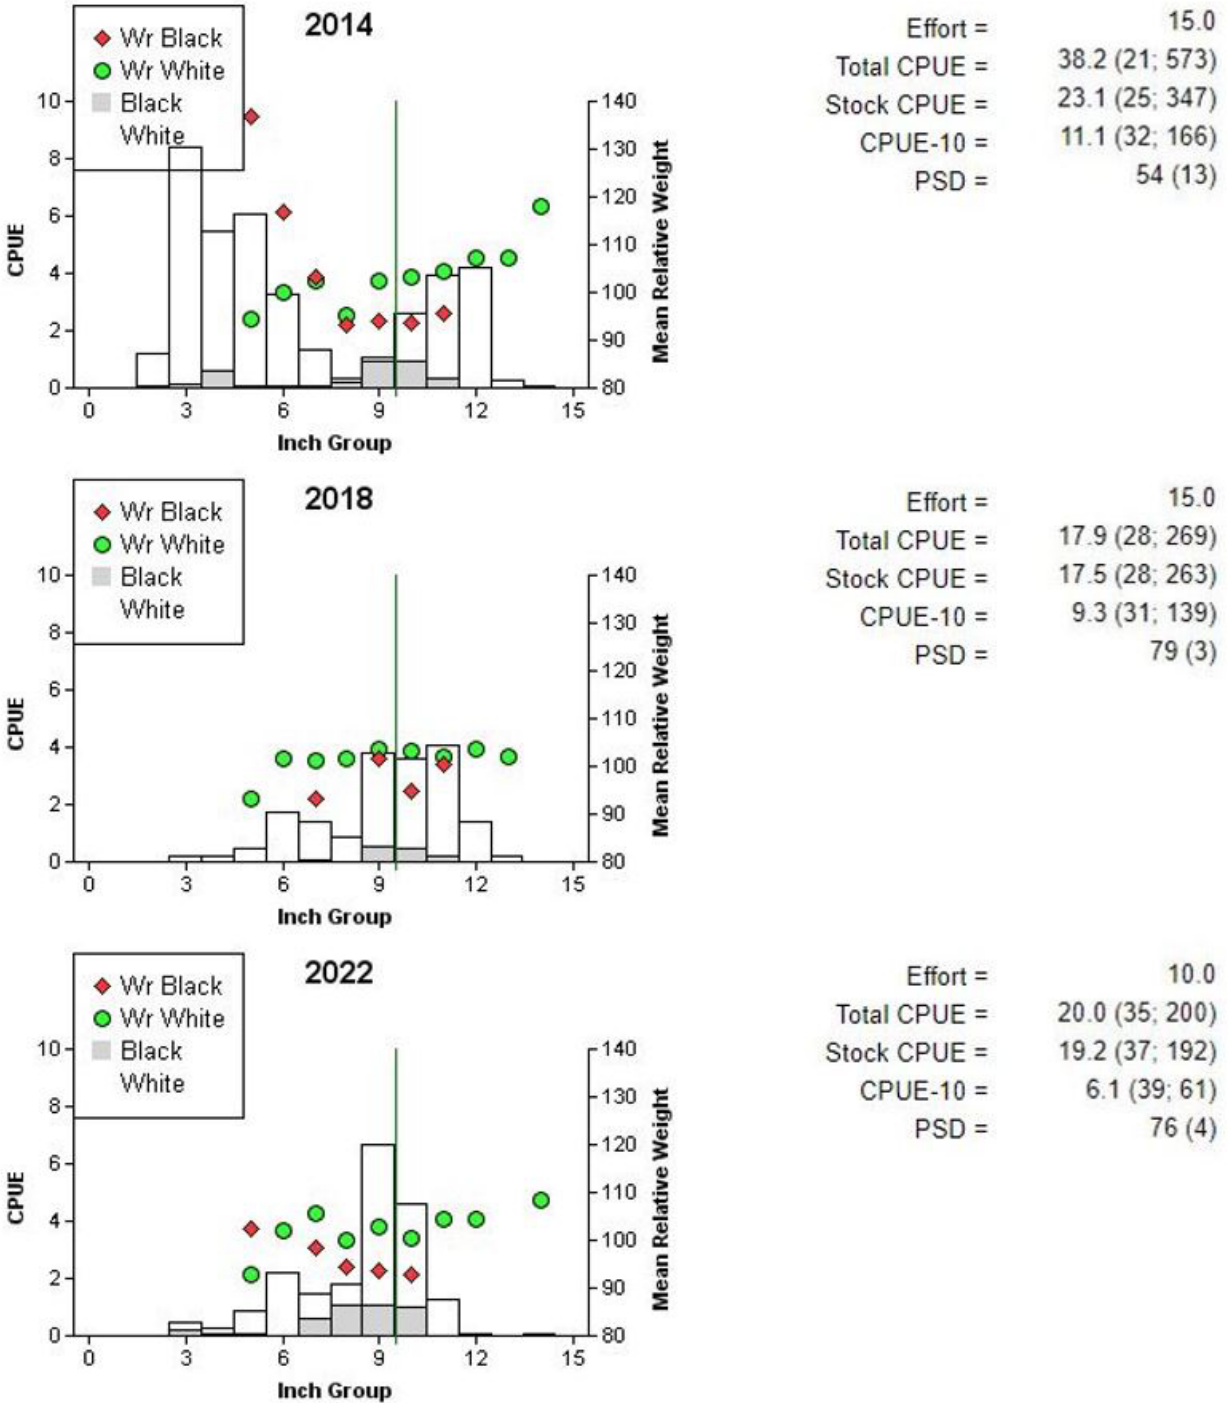 2014
Wr Black
Wr White
Black
White
10
8
6
4
2
0
CPUE
140
130
120
110
100
90
80
Mean Relative Weight
0 3 6 9 12 15
Inch Group
Effort = 15.0
Total CPUE = 38.2 (21; 573)
Stock CPUE = 23.1 (25; 347)
CPUE-10 = 11.1 (32; 166)
PSD = 54 (13)
2018
Wr Black
Wr White
Black
White
10
8
6
4
2
0
CPUE
140
130
120
110
100
90
80
Mean Relative Weight
0 3 6 9 12 15
Inch Group
Effort = 15.0
Total CPUE = 17.9 (28; 269)
Stock CPUE = 17.5 (28; 263)
CPUE-10 = 9.3 (31; 139)
PSD = 79 (3)
2022
Wr Black
Wr White
Black
White
10
8
6
4
2
0
CPUE
140
130
120
110
100
90
80
Mean Relative Weight
0 3 6 9 12 15
Inch Group
Effort = 10.0
Total CPUE = 20.0 (35; 200)
Stock CPUE = 19.2 (37; 192)
CPUE-10 = 6.1 (39; 61)
PSD = 76 (4)